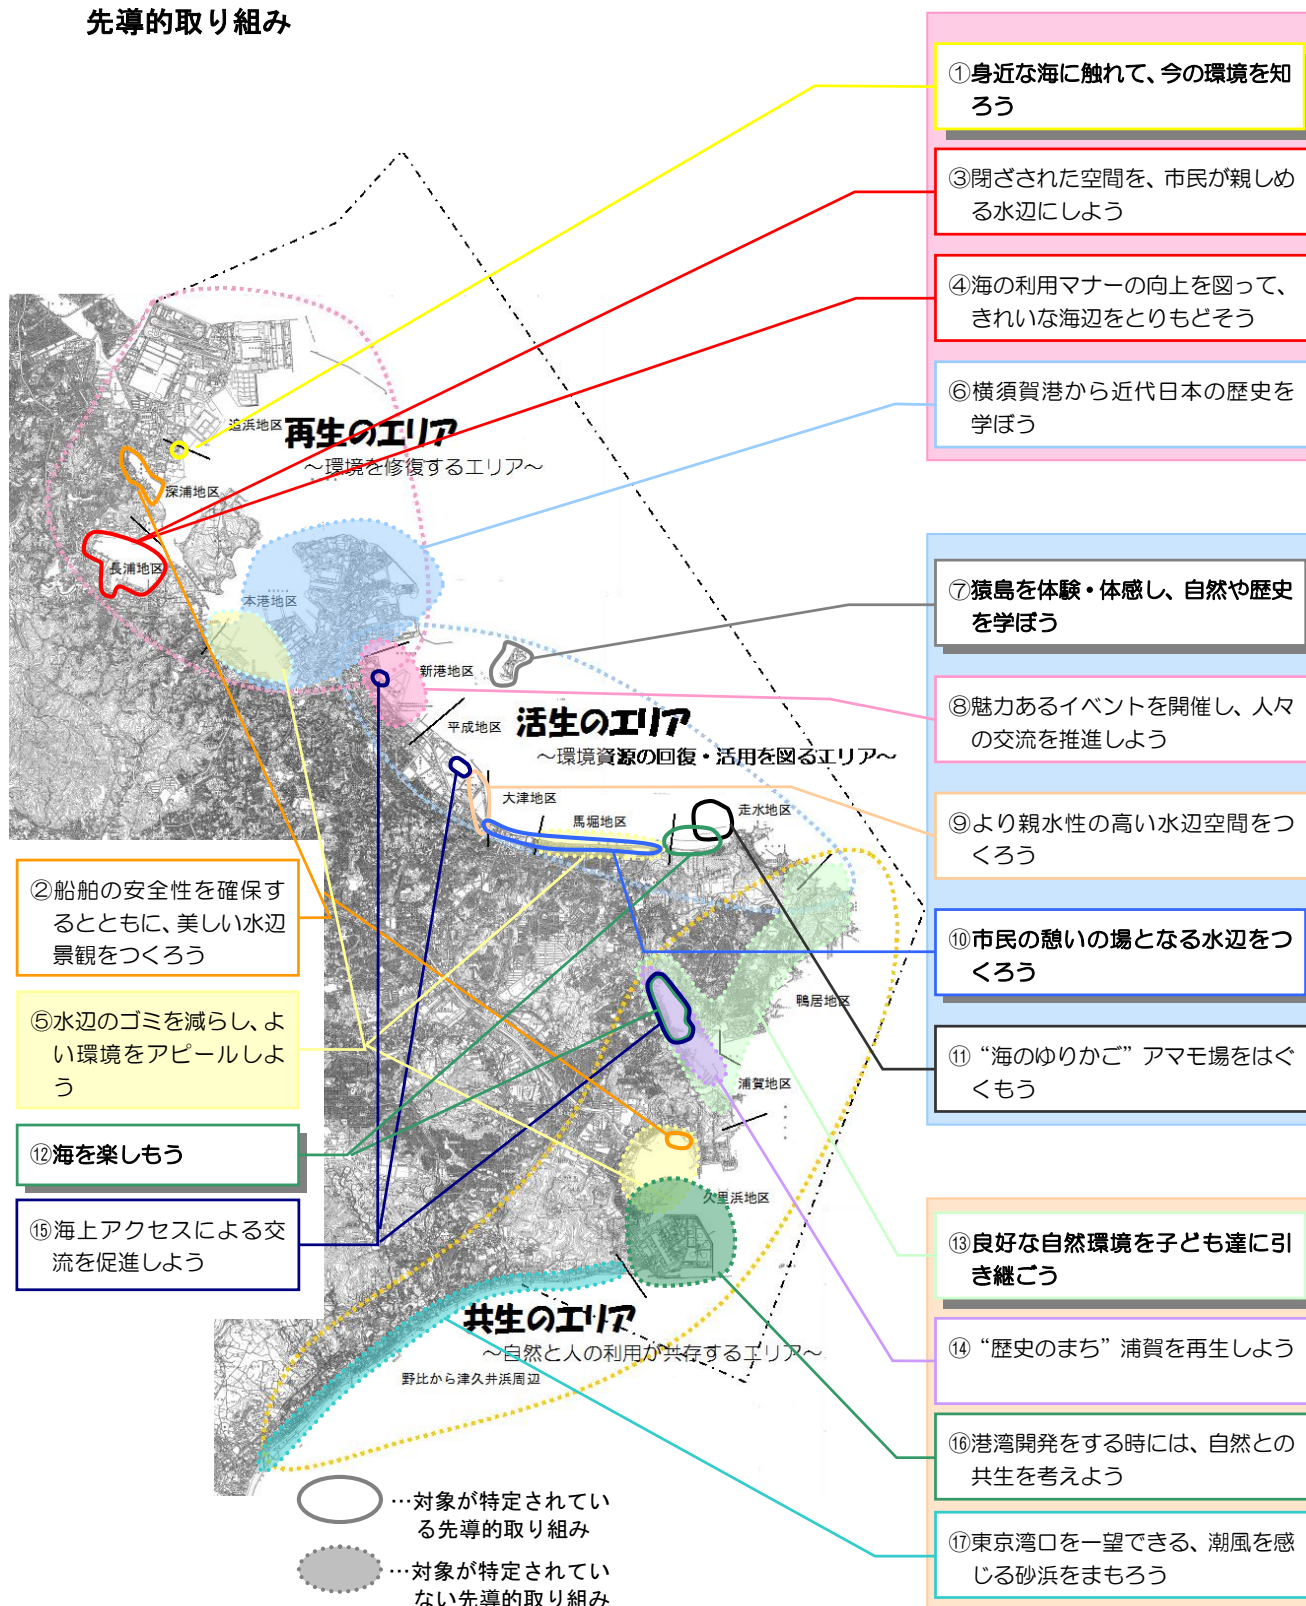 先導的取り組み
①身近な海に触れて、今の環境を知
ろう
③閉ざされた空間を、市民が親しめ
る水辺にしよう
④海の利用マナーの向上を図って、
きれいな海辺をとりもどそう
⑥横須賀港から近代日本の歴史を
学ぼう
追浜地区
再生のエリア
～環境を修復するエリア～
深浦地区
長浦地区
本港地区
新港地区
平成地区
活生のエリア
～環境資源の回復・活用を図るエリア～
大津地区
馬堀地区
走水地区
鴨居地区
浦賀地区
久里浜地区
⑦猿島を体験・体感し、自然や歴史
を学ぼう
⑧魅力あるイベントを開催し、人々
の交流を推進しよう
⑨より親水性の高い水辺空間をつ
くろう
⑩市民の憩いの場となる水辺をつ
くろう
⑪“海のゆりかご”アマモ場をはぐ
くもう
②船舶の安全性を確保す
るとともに、美しい水辺
景観をつくろう
⑤水辺のゴミを減らし、よ
い環境をアピールしよ
う
⑫海を楽しもう
⑮海上アクセスによる交
流を促進しよう
⑬良好な自然環境を子ども達に引
き継ごう
⑭“歴史のまち”浦賀を再生しよう
⑯港湾開発をする時には、自然との
共生を考えよう
⑰東京湾口を一望できる、潮風を感
じる砂浜をまもろう
共生のエリア
～自然と人の利用が共存するエリア～
野比から津久井浜周辺
…対象が特定されてい
る先導的取り組み
…対象が特定されてい
ない先導的取り組み